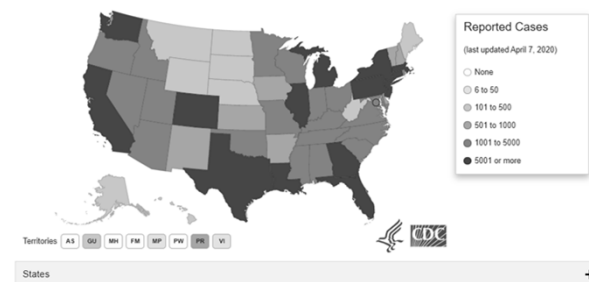 Reported Cases
(last updated April 7, 2020)
None
6 to 50
101 to 500
501 to 1000
1001 to 5000
5001 or more
Territories AS GU MH FM MP PW PR VI
CDC
States +